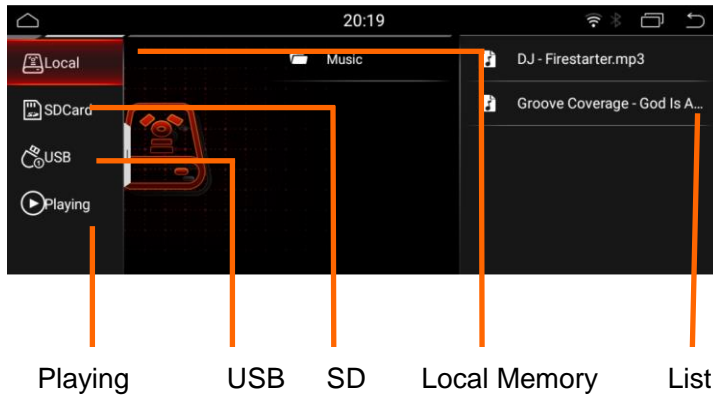 20:19
Local
Music
DJ - Firestarter.mp3
SDCard
Groove Coverage - God Is A...
USB
Playing
Playing USB SD Local Memory List